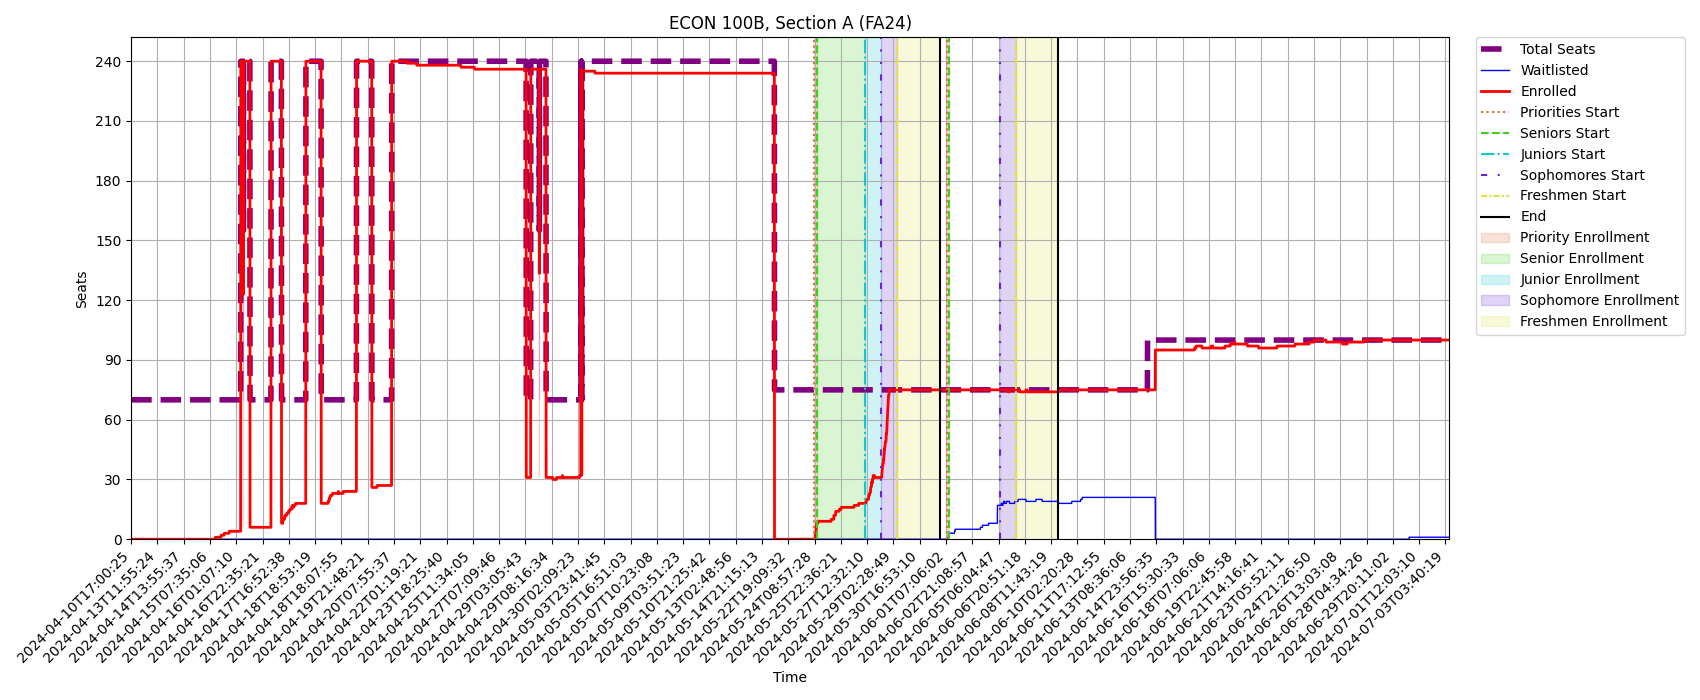 ECON 100B, Section A (FA24)
Seats
240
210
180
150
120
90
60
30
0
2024-04-10T17:00:25
2024-04-13T11:55:24
2024-04-14T13:55:37
2024-04-15T07:35:06
2024-04-16T01:07:10
2024-04-16T22:35:21
2024-04-17T16:52:38
2024-04-18T18:53:19
2024-04-18T18:07:55
2024-04-19T21:48:21
2024-04-20T07:55:37
2024-04-22T01:19:21
2024-04-23T18:25:40
2024-04-25T11:34:05
2024-04-27T07:09:46
2024-04-29T03:05:43
2024-04-29T08:16:34
2024-04-30T02:09:23
2024-05-03T23:41:45
2024-05-05T16:51:03
2024-05-07T10:23:08
2024-05-09T03:51:23
2024-05-10T21:25:42
2024-05-13T02:48:56
2024-05-14T21:15:13
2024-05-22T19:09:32
2024-05-24T08:57:28
2024-05-25T22:36:21
2024-05-27T12:32:10
2024-05-29T02:28:49
2024-05-30T16:53:10
2024-06-01T07:06:02
2024-06-02T21:08:57
2024-06-05T06:04:47
2024-06-06T20:51:18
2024-06-08T11:43:19
2024-06-10T02:20:28
2024-06-11T17:12:55
2024-06-13T08:36:06
2024-06-14T23:56:35
2024-06-16T15:30:33
2024-06-18T07:06:06
2024-06-19T22:45:58
2024-06-21T14:16:41
2024-06-23T05:52:11
2024-06-24T21:26:50
2024-06-26T13:03:08
2024-06-28T04:34:26
2024-06-29T20:11:02
2024-07-01T12:03:10
2024-07-03T03:40:19
Time
Total Seats
Waitlisted
Enrolled
Priorities Start
Seniors Start
Juniors Start
Sophomores Start
Freshmen Start
End
Priority Enrollment
Senior Enrollment
Junior Enrollment
Sophomore Enrollment
Freshmen Enrollment